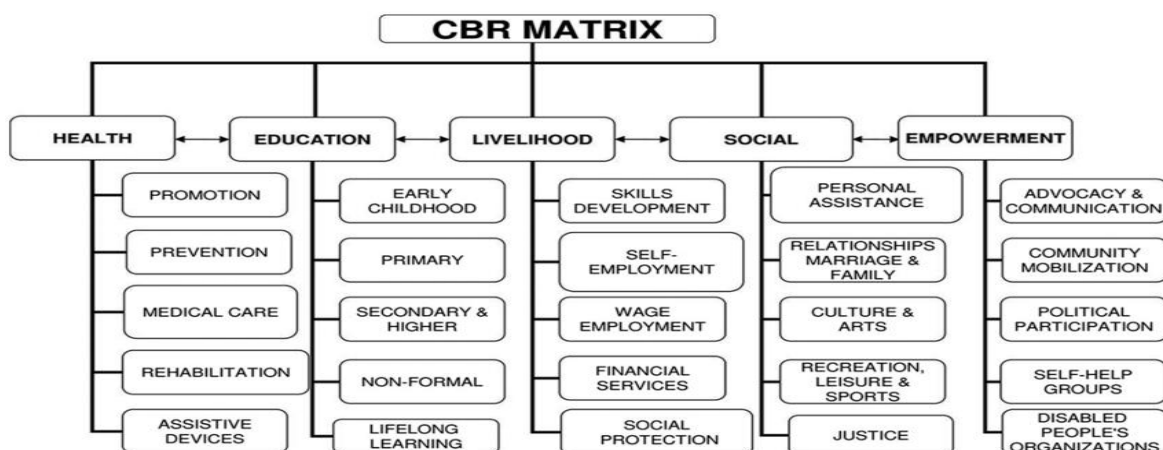 CBR MATRIX
HEALTH
EDUCATION
LIVELIHOOD
SOCIAL
EMPOWERMENT
PROMOTION
PREVENTION
MEDICAL CARE
REHABILITATION
ASSISTIVE
DEVICES
EARLY
CHILDHOOD
PRIMARY
SECONDARY &
HIGHER
NON-FORMAL
LIFELONG
LEARNING
SKILLS
DEVELOPMENT
SELF-
EMPLOYMENT
WAGE
EMPLOYMENT
FINANCIAL
SERVICES
SOCIAL
PROTECTION
PERSONAL
ASSISTANCE
RELATIONSHIPS
MARRIAGE &
FAMILY
CULTURE &
ARTS
RECREATION,
LEISURE &
SPORTS
JUSTICE
ADVOCACY &
COMMUNICATION
COMMUNITY
MOBILIZATION
POLITICAL
PARTICIPATION
SELF-HELP
GROUPS
DISABLED
PEOPLE'S
ORGANIZATIONS